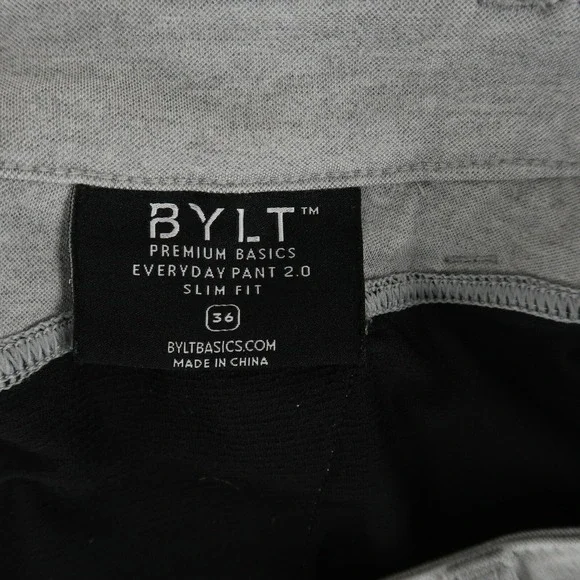 BYLT™
PREMIUM BASICS
EVERYDAY PANT 2.0
SLIM FIT
36
BYLTBASICS.COM
MADE IN CHINA